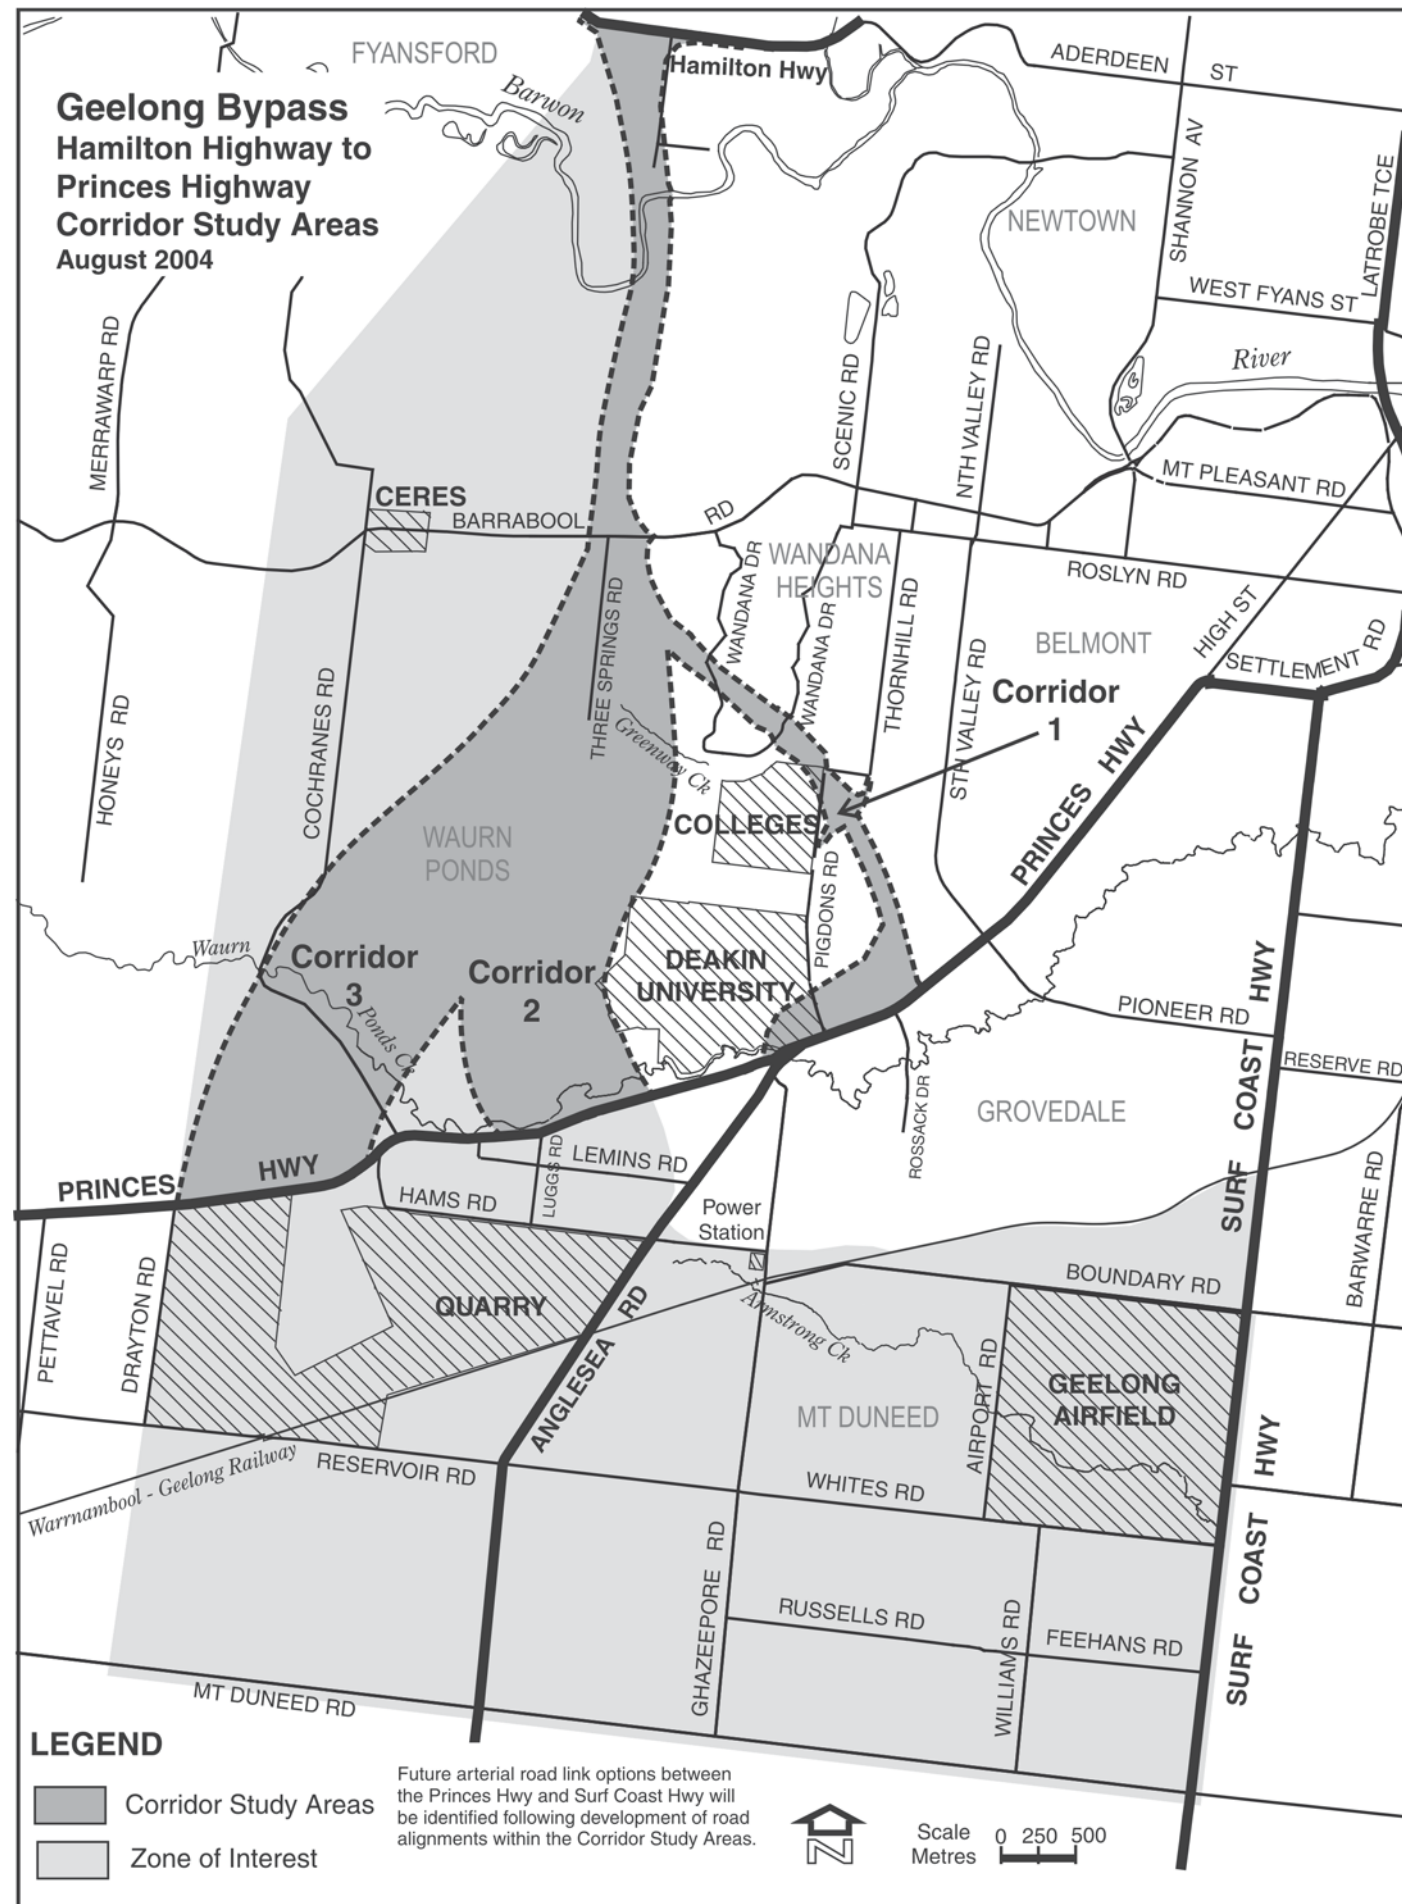 FYANSFORD
Hamilton Hwy
ADERDEEN ST
Geelong Bypass
Hamilton Highway to
Princes Highway
Corridor Study Areas
August 2004
Barwon
SHANNON AV
LATROBE TCE
NEWTOWN
WEST FYANS ST
River
MERRAWARP RD
SCENIC RD
NTH VALLEY RD
MT PLEASANT RD
CERES
BARRABOOL RD
WANDANA
HEIGHTS
ROSLYN RD
HIGH ST
THREE SPRINGS RD
WANDANA DR
WANDANA DR
THORNHILL RD
STH VALLEY RD
BELMONT
SETTLEMENT RD
Corridor
1
HONEYS RD
COCHRANES RD
Greenway Ck
PRINCES HWY
WAURN
PONDS
COLLEGES
PIGDONS RD
Waurn
Ponds Ck
Corridor
3
Corridor
2
DEAKIN
UNIVERSITY
PIONEER RD
SURF COAST HWY
RESERVE RD
ROSSACK DR
GROVEDALE
PRINCES HWY
LUGGS RD
LEMINS RD
HAMS RD
Power
Station
BARWARRE RD
PETTAVEL RD
DRAYTON RD
QUARRY
ANGLESEA RD
BOUNDARY RD
Armstrong Ck
AIRPORT RD
GEELONG
AIRFIELD
MT DUNEED
Warrnambool - Geelong Railway
RESERVOIR RD
WHITES RD
SURF COAST HWY
GHAZEEPORE RD
RUSSELLS RD
WILLIAMS RD
FEEHANS RD
MT DUNEED RD
LEGEND
Corridor Study Areas
Zone of Interest
Future arterial road link options between
the Princes Hwy and Surf Coast Hwy will
be identified following development of road
alignments within the Corridor Study Areas.
N
Scale
Metres
0 250 500